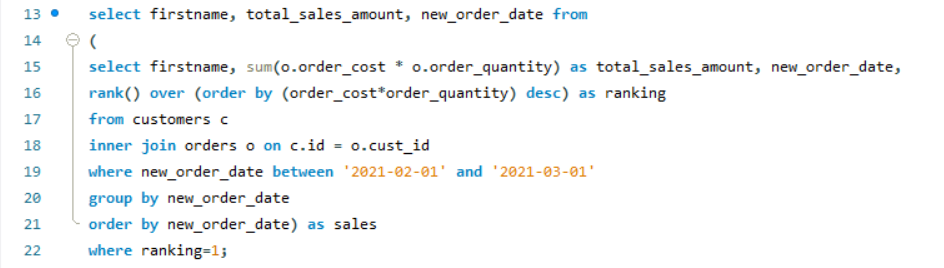 13 select firstname, total_sales_amount, new_order_date from
14 (
15 select firstname, sum(o.order_cost * o.order_quantity) as total_sales_amount, new_order_date,
16 rank() over (order by (order_cost*order_quantity) desc) as ranking
17 from customers c
18 inner join orders o on c.id = o.cust_id
19 where new_order_date between '2021-02-01' and '2021-03-01'
20 group by new_order_date
21 order by new_order_date) as sales
22 where ranking=1;